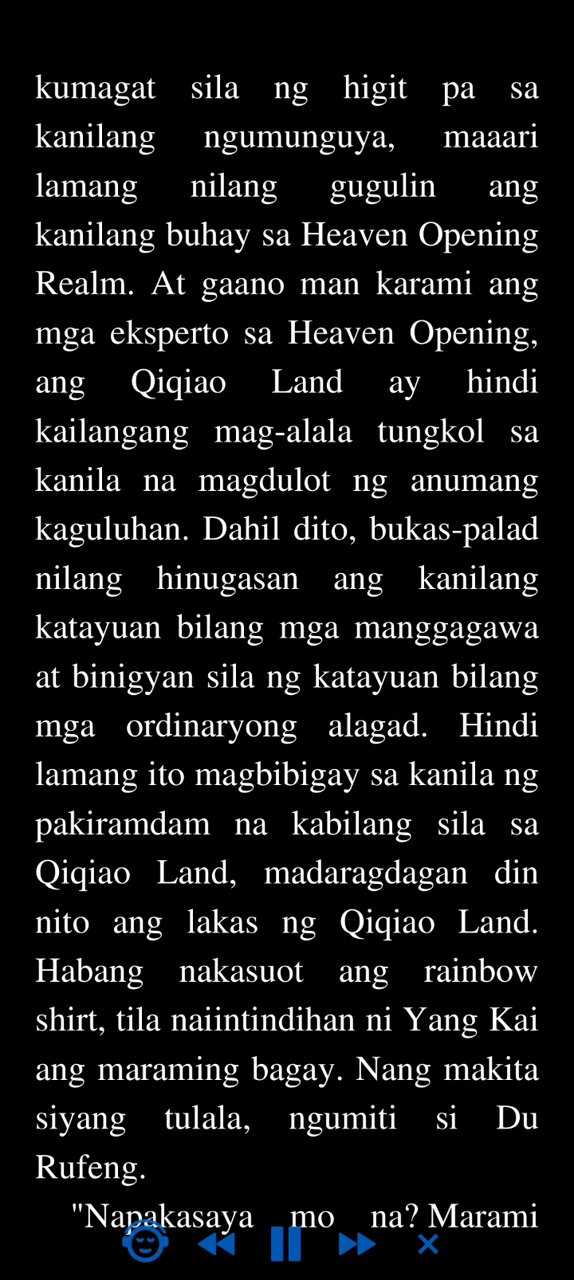 kumagat sila ng higit pa sa
kanilang ngumunguya, maaari
lamang nilang gugulin ang
kanilang buhay sa Heaven Opening
Realm. At gaano man karami ang
mga eksperto sa Heaven Opening,
ang Qiqiao Land ay hindi
kailangang mag-alala tungkol sa
kanila na magdulot ng anumang
kaguluhan. Dahil dito, bukas-palad
nilang hinugasan ang kanilang
katayuan bilang mga manggagawa
at binigyan sila ng katayuan bilang
mga ordinaryong alagad. Hindi
lamang ito magbibigay sa kanila ng
pakiramdam na kabilang sila sa
Qiqiao Land, madaragdagan din
nito ang lakas ng Qiqiao Land.
Habang nakasuot ang rainbow
shirt, tila naiintindihan ni Yang Kai
ang maraming bagay. Nang makita
siyang tulala, ngumiti si Du
Rufeng.
"Napakasaya mo na? Marami